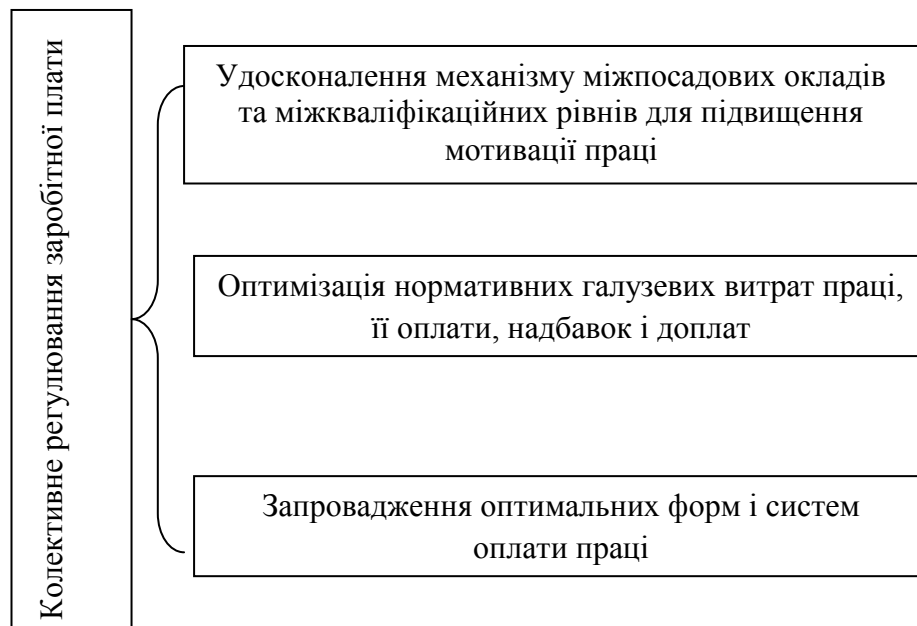 Колективне регулювання заробітної плати
Удосконалення механізму міжпосадових окладів
та міжкваліфікаційних рівнів для підвищення
мотивації праці
Оптимізація нормативних галузевих витрат праці,
її оплати, надбавок і доплат
Запровадження оптимальних форм і систем
оплати праці